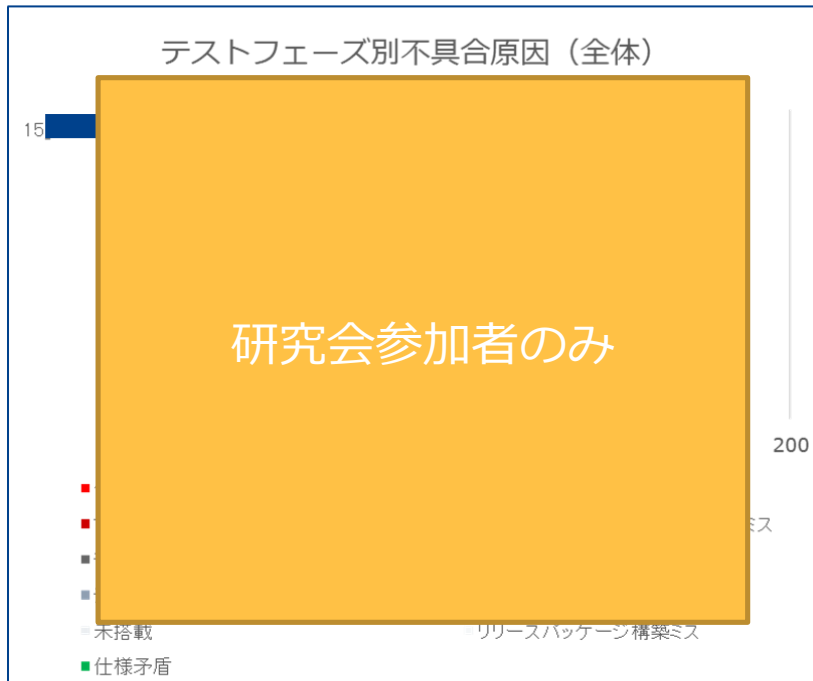 テストフェーズ別不具合原因（全体）
15
研究会参加者のみ
200
ミス
未搭載
リリースパッケージ構築ミス
仕様矛盾